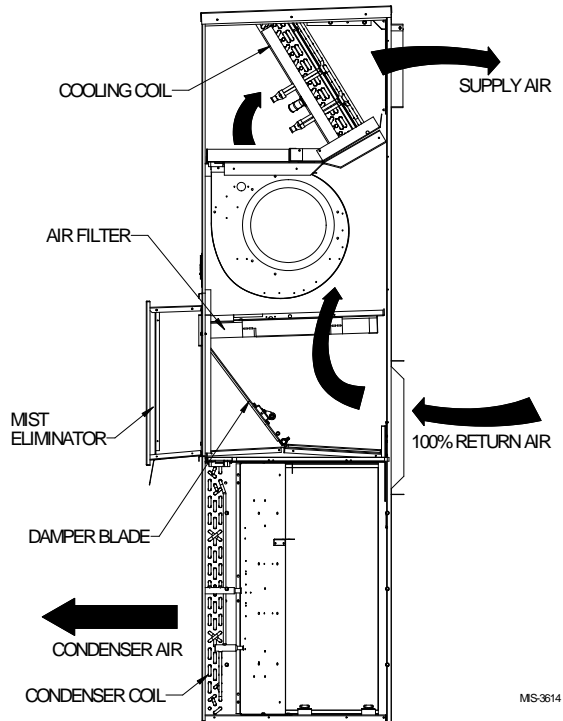 COOLING COIL
SUPPLY AIR
AIR FILTER
MIST
ELIMINATOR
100% RETURN AIR
DAMPER BLADE
CONDENSER AIR
CONDENSER COIL
MIS-3614